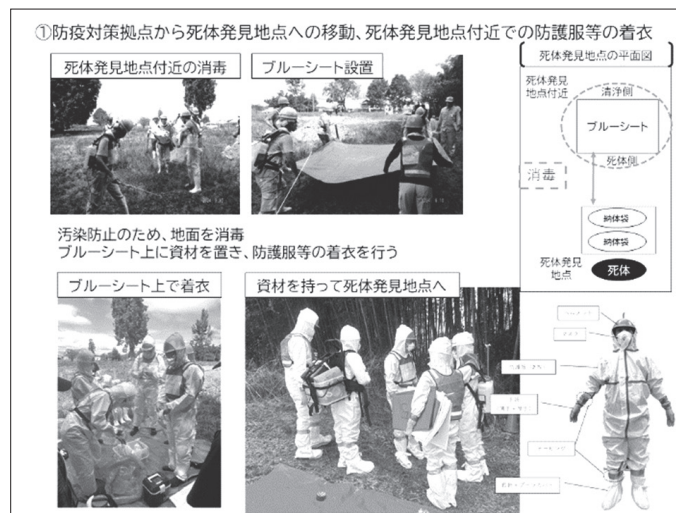 ①防疫対策拠点から死体発見地点への移動、死体発見地点付近での防護服等の着衣
死体発見地点付近の消毒
ブルーシート設置
汚染防止のため、地面を消毒
ブルーシート上に資材を置き、防護服等の着衣を行う
ブルーシート上で着衣
資材を持って死体発見地点へ
死体発見地点の平面図
死体発見
地点付近
清浄側
ブルーシート
死体側
消毒
納体袋
納体袋
死体発見
地点
死体